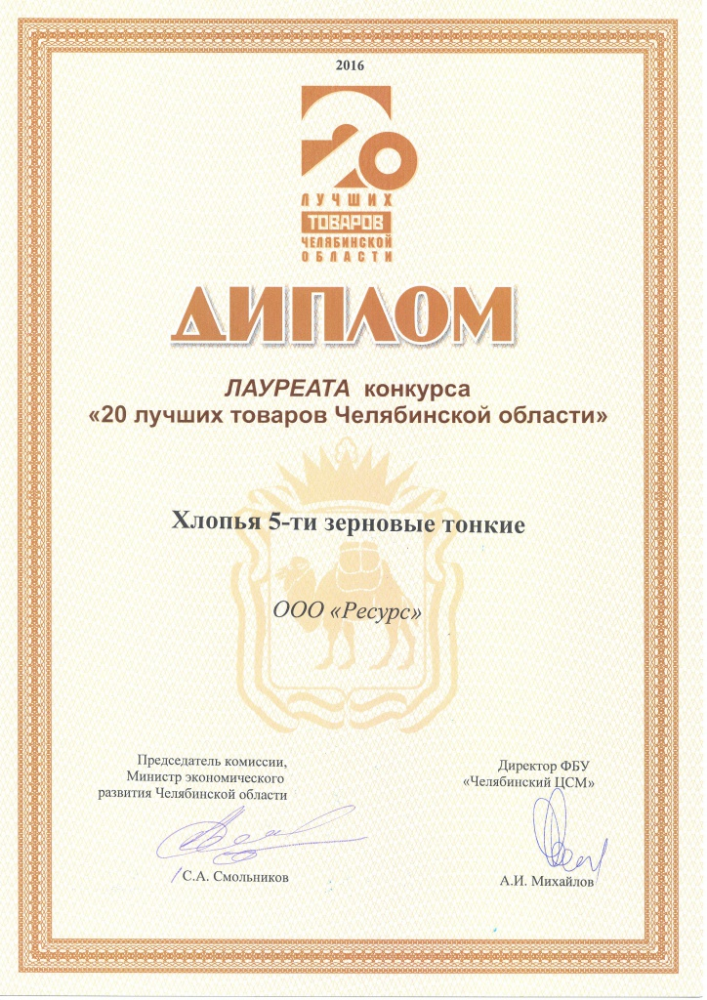 2016
20
ЛУЧШИХ
ТОВАРОВ
ЧЕЛЯБИНСКОЙ
ОБЛАСТИ
ДИПЛОМ
ЛАУРЕАТА конкурса
«20 лучших товаров Челябинской области»
Хлопья 5-ти зерновые тонкие
ООО «Ресурс»
Председатель комиссии,
Министр экономического
развития Челябинской области
С.А. Смольников
Директор ФБУ
«Челябинский ЦСМ»
А.И. Михайлов